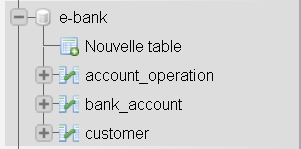 e-bank
Nouvelle table
account_operation
bank_account
customer